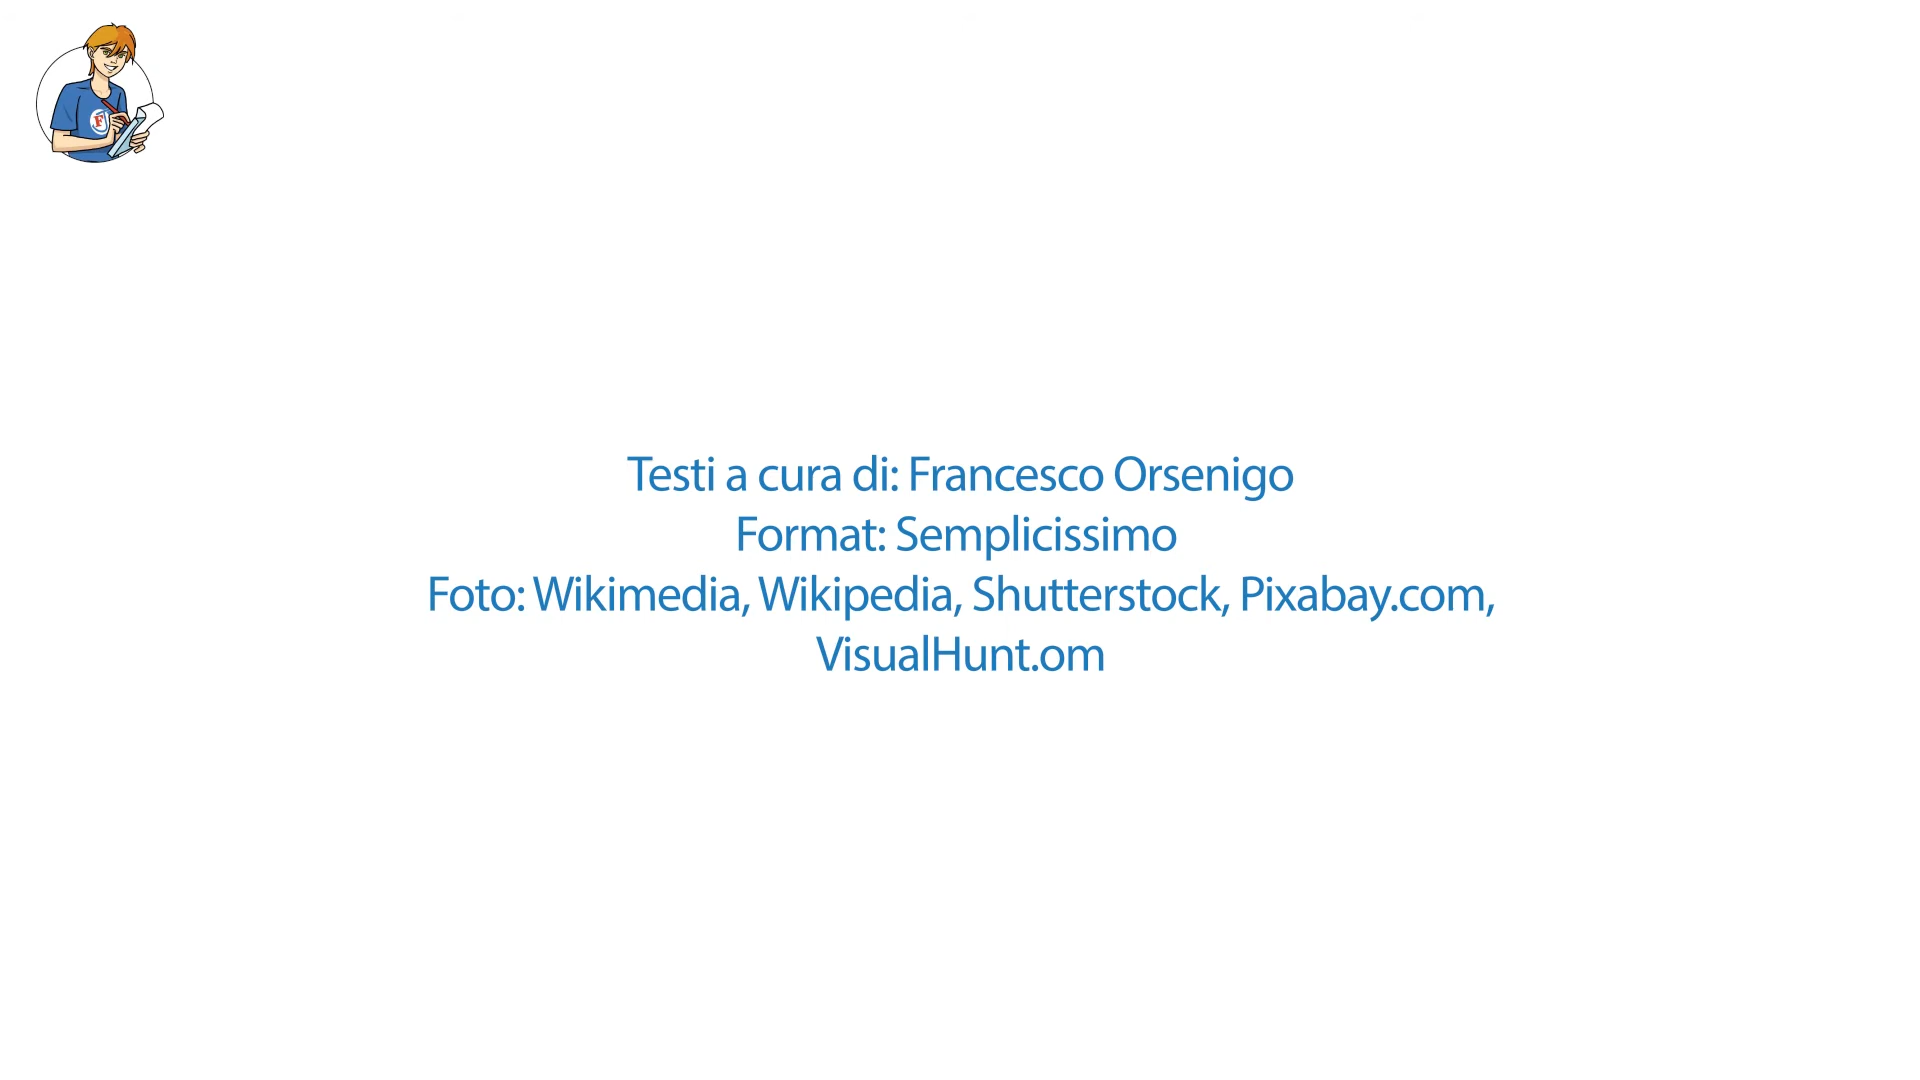 F
Testi a cura di: Francesco Orsenigo
Format: Semplicissimo
Foto: Wikimedia, Wikipedia, Shutterstock, Pixabay.com,
VisualHunt.om